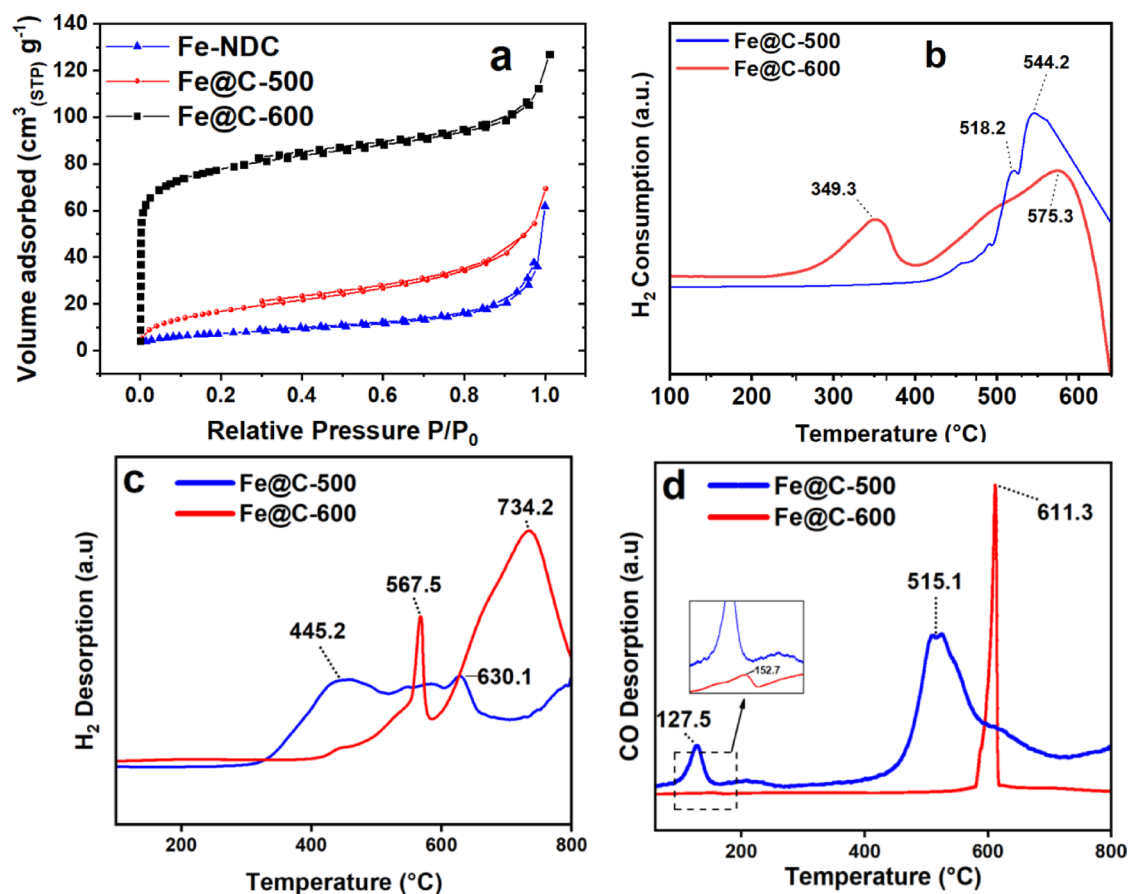 a
Fe-NDC
Fe@C-500
Fe@C-600
Volume adsorbed (cm³(STP) g⁻¹)
140
120
100
80
60
40
20
0
0.0 0.2 0.4 0.6 0.8 1.0
Relative Pressure P/P₀
b
Fe@C-500
Fe@C-600
544.2
518.2
349.3
575.3
H₂ Consumption (a.u.)
100 200 300 400 500 600
Temperature (°C)
c
Fe@C-500
Fe@C-600
734.2
567.5
445.2
630.1
H₂ Desorption (a.u)
200 400 600 800
Temperature (°C)
d
Fe@C-500
Fe@C-600
611.3
515.1
152.7
127.5
CO Desorption (a.u)
200 400 600 800
Temperature (°C)